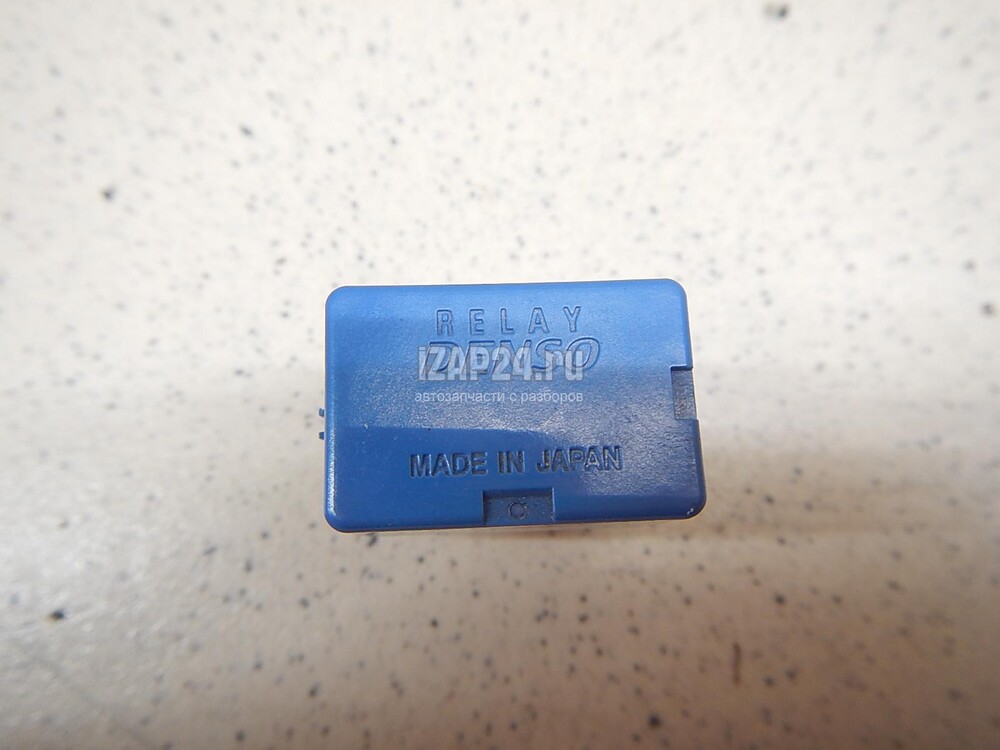 RELAY
DENSO
iZAP24.ru
автозапчасти с разборов
MADE IN JAPAN